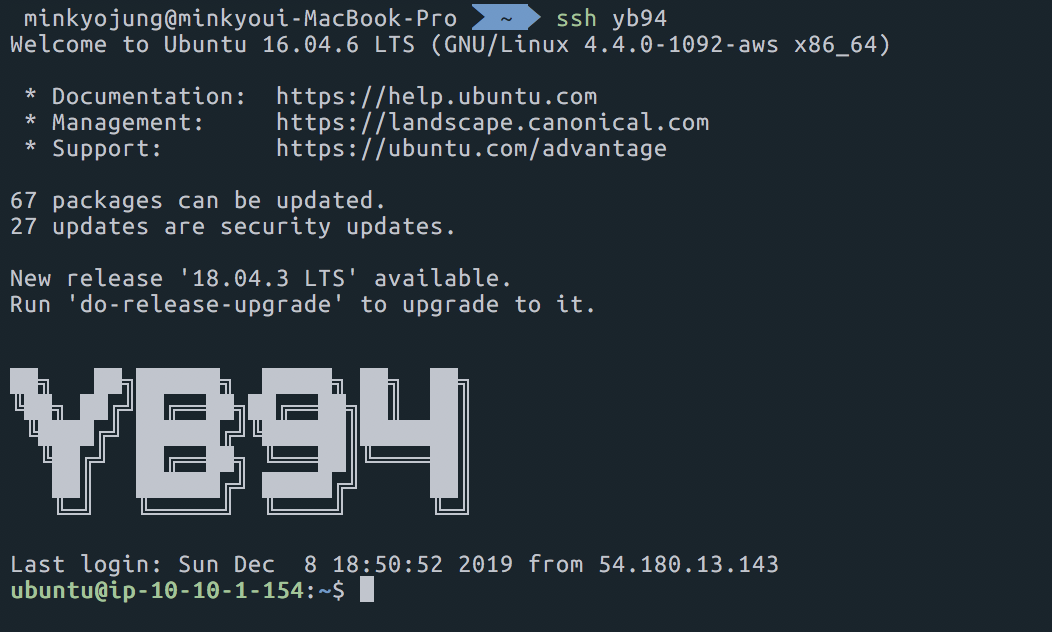 minkyojung@minkyoui-MacBook-Pro ~ ssh yb94
Welcome to Ubuntu 16.04.6 LTS (GNU/Linux 4.4.0-1092-aws x86_64)
* Documentation: https://help.ubuntu.com
* Management: https://landscape.canonical.com
* Support: https://ubuntu.com/advantage
67 packages can be updated.
27 updates are security updates.
New release '18.04.3 LTS' available.
Run 'do-release-upgrade' to upgrade to it.
YB94
Last login: Sun Dec  8 18:50:52 2019 from 54.180.13.143
ubuntu@ip-10-10-1-154:~$